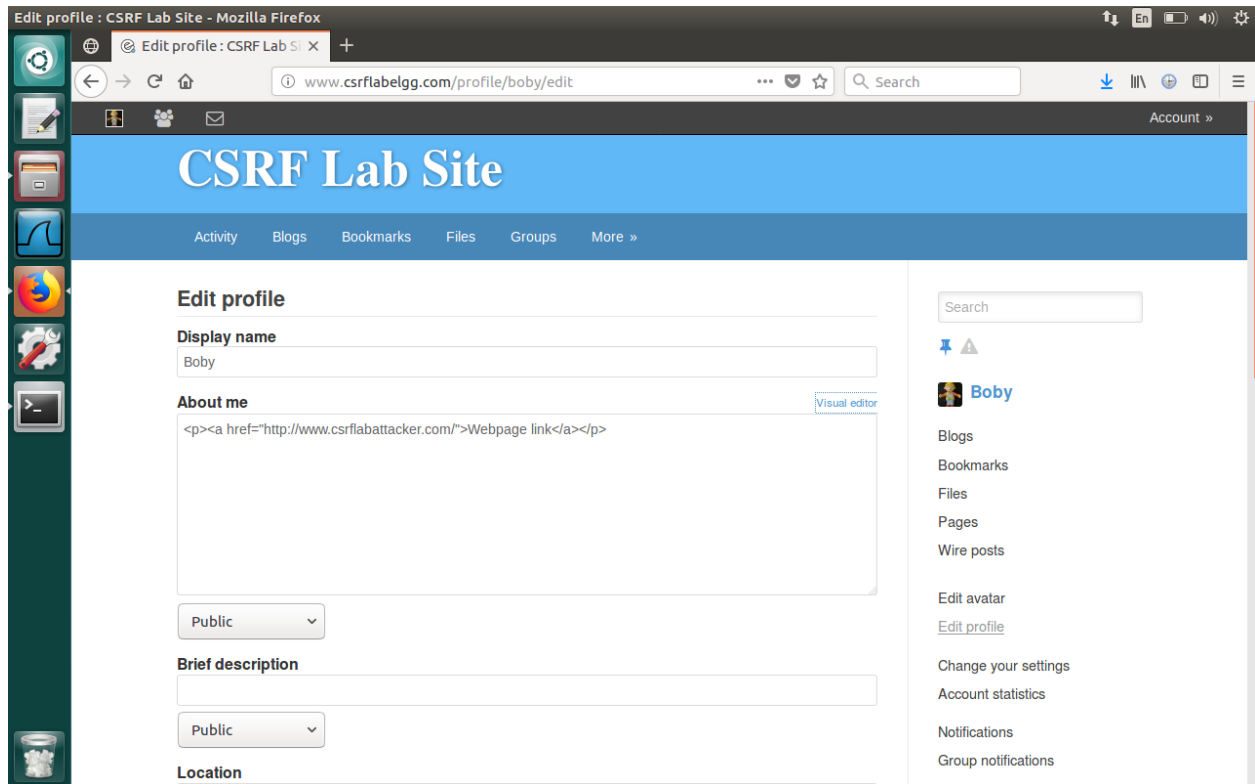 Edit profile : CSRF Lab Site - Mozilla Firefox
En
Edit profile : CSRF Lab Si
www.csrflabelgg.com/profile/boby/edit
Search
Account »
CSRF Lab Site
Activity Blogs Bookmarks Files Groups More »
Edit profile
Display name
Boby
About me
Visual editor
<p><a href="http://www.csrflabattacker.com/">Webpage link</a></p>
Public
Brief description
Public
Location
Search
Boby
Blogs
Bookmarks
Files
Pages
Wire posts
Edit avatar
Edit profile
Change your settings
Account statistics
Notifications
Group notifications